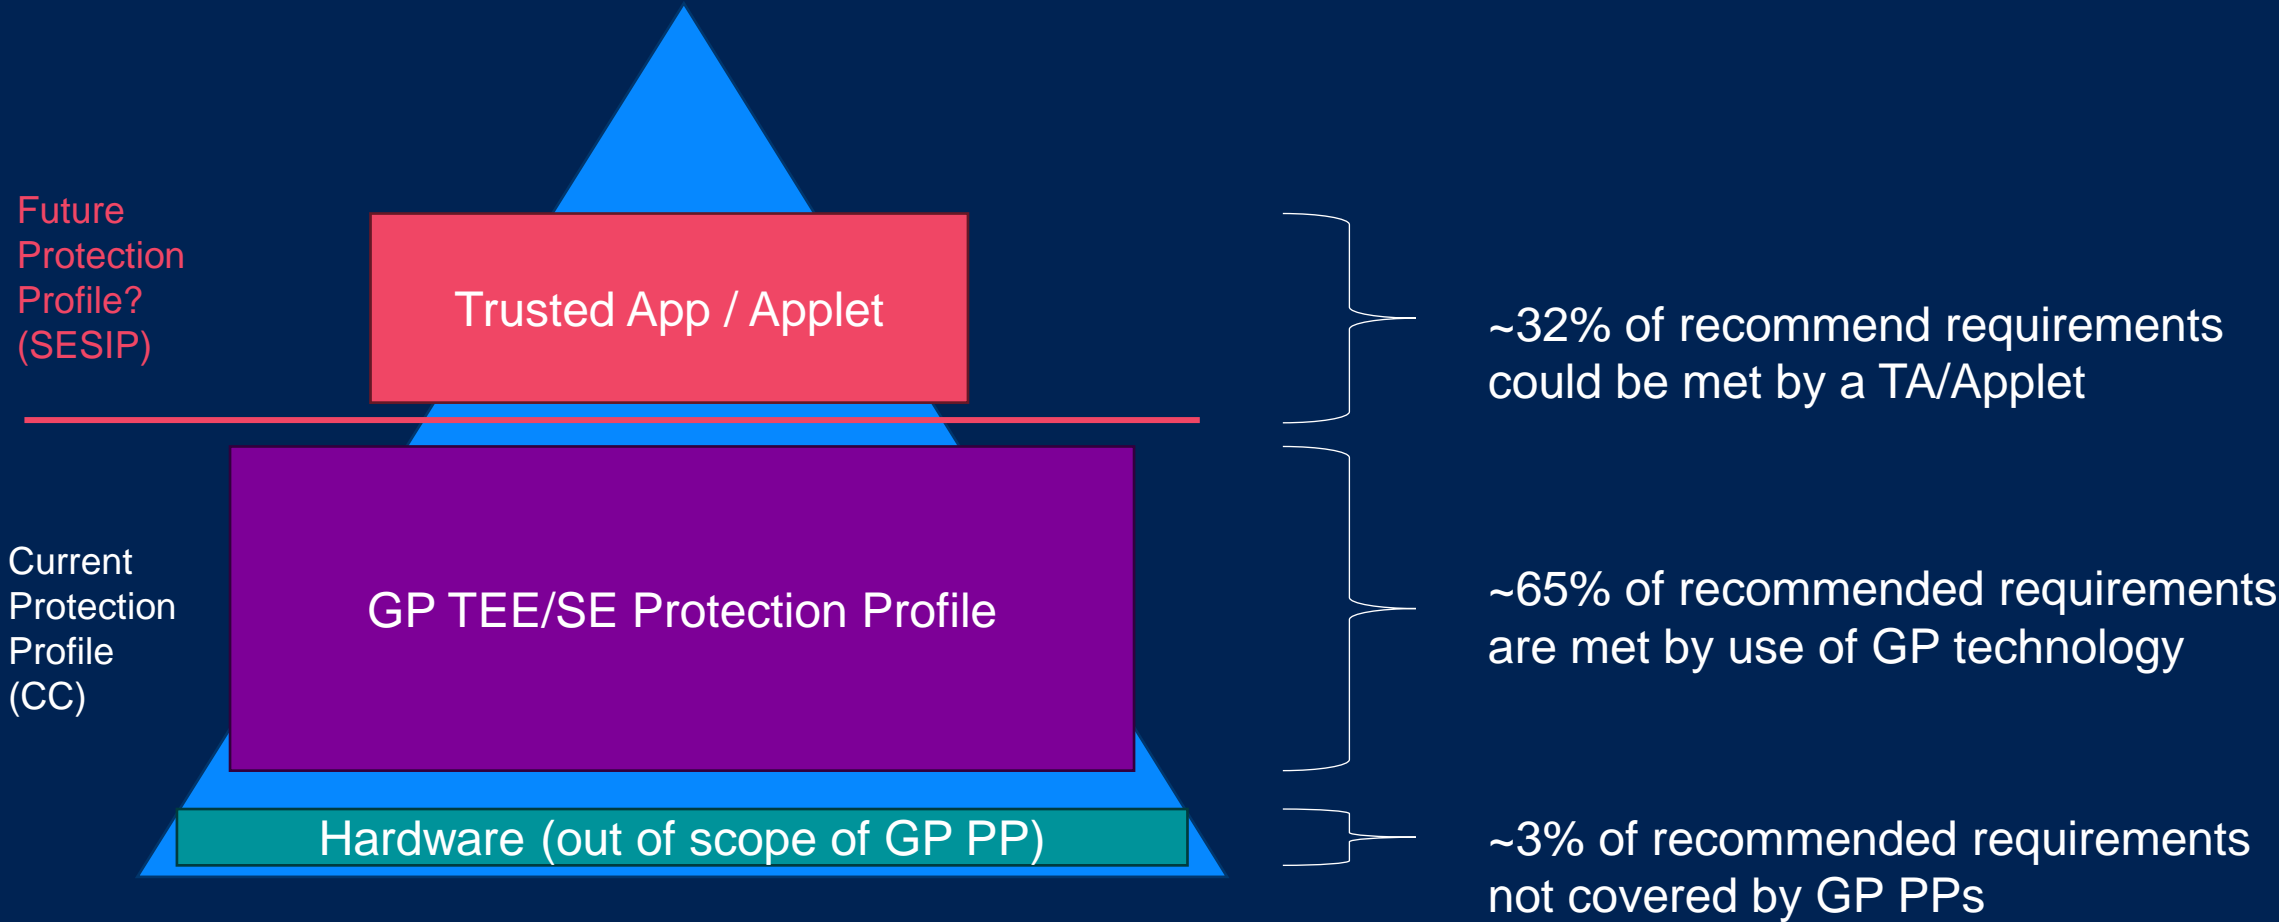 Future
Protection
Profile?
(SESIP)
Trusted App / Applet
~32% of recommend requirements
could be met by a TA/Applet
Current
Protection
Profile
(CC)
GP TEE/SE Protection Profile
~65% of recommended requirements
are met by use of GP technology
Hardware (out of scope of GP PP)
~3% of recommended requirements
not covered by GP PPs